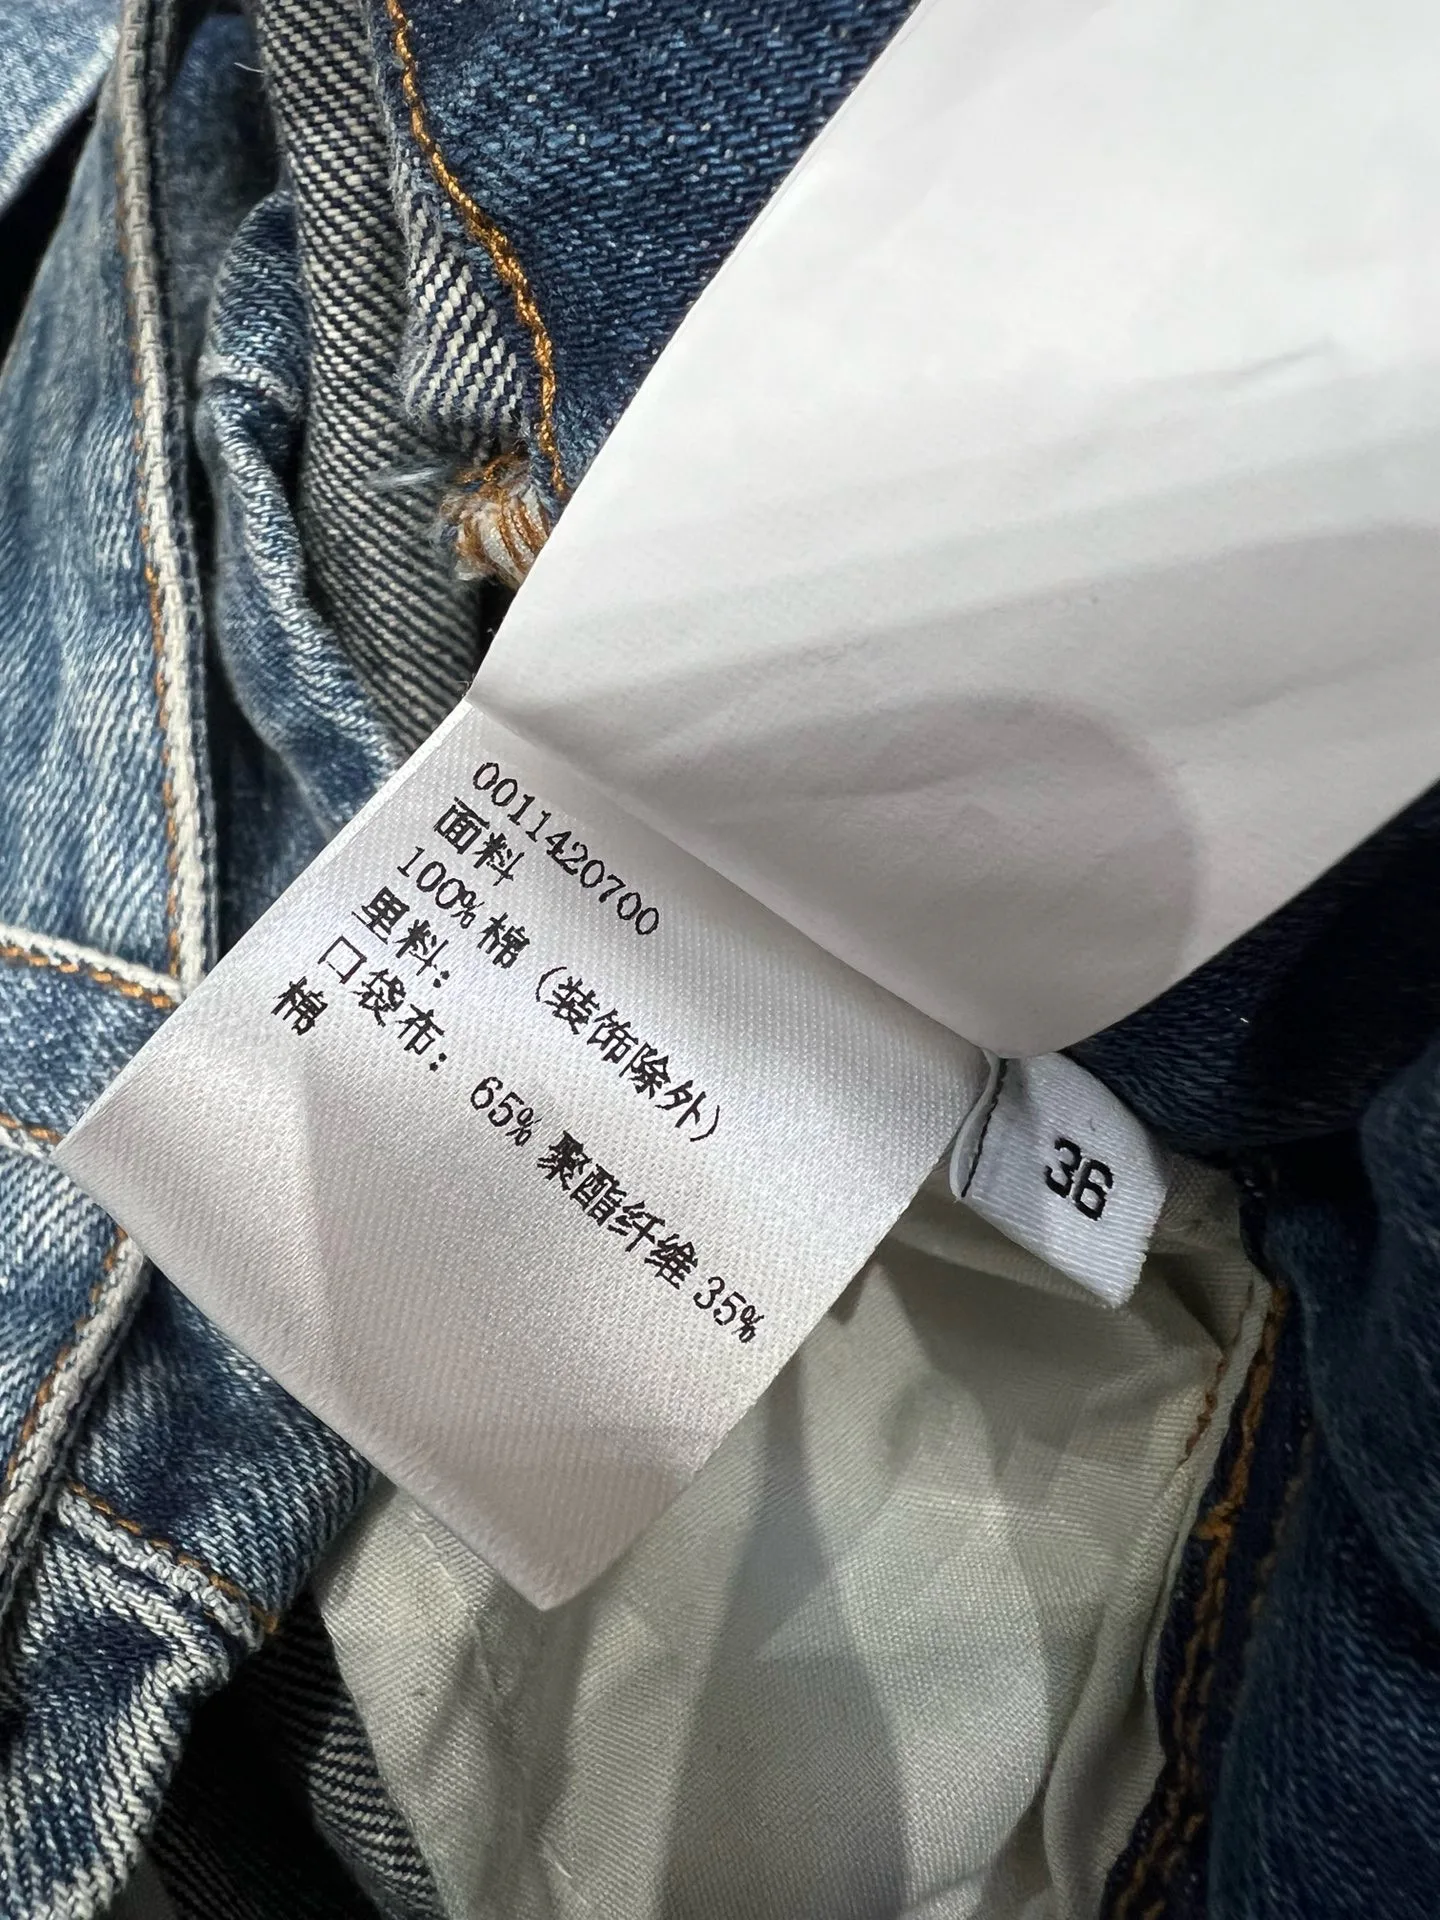 0011420700
面料
100% 棉 (装饰除外)
里料:
口袋布: 65% 聚酯纤维 35%
棉
36